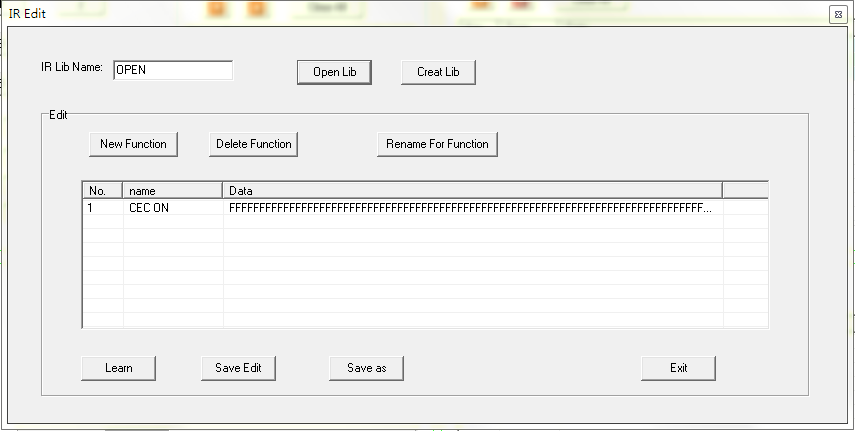 IR Edit
IR Lib Name: OPEN Open Lib Creat Lib
Edit
New Function Delete Function Rename For Function
No. name Data
1 CEC ON FFFFFFFFFFFFFFFFFFFFFFFFFFFFFFFFFFFFFFFFFFFFFFFFFFFFFFFFFFFFFFFFFFFFFFFFFFFFFFF...
Learn Save Edit Save as Exit